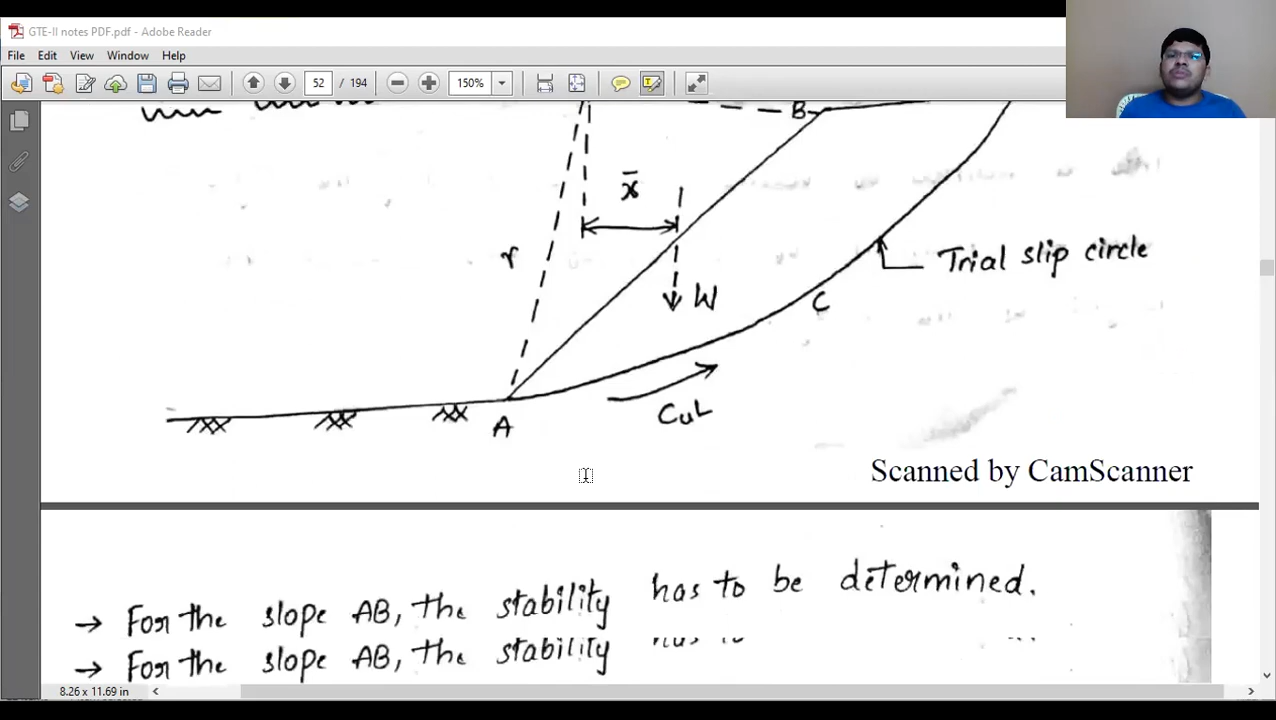 GTE-II notes PDF.pdf - Adobe Reader
File Edit View Window Help
52 / 194 150%
B
x̄
r
Trial slip circle
W
C
CuL
A
Scanned by CamScanner
→ For the slope AB, the stability has to be determined.
→ For the slope AB, the stability has to
8.26 x 11.69 in